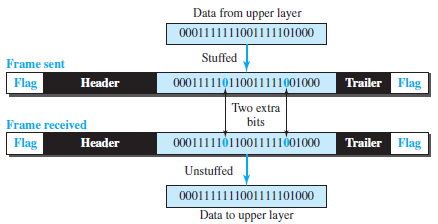 Data from upper layer
0001111111001111101000
Stuffed
Frame sent
Flag Header 000111110110011111001000 Trailer Flag
Two extra
bits
Frame received
Flag Header 000111110110011111001000 Trailer Flag
Unstuffed
0001111111001111101000
Data to upper layer